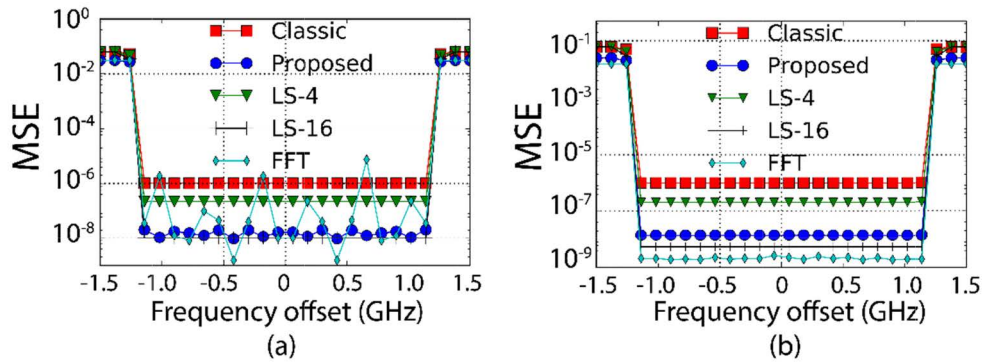 10^0
10^-2
10^-4
10^-6
10^-8
MSE
Classic
Proposed
LS-4
LS-16
FFT
-1.5 -1.0 -0.5 0 0.5 1.0 1.5
Frequency offset (GHz)
(a)
10^-1
10^-2
10^-5
10^-7
10^-9
MSE
Classic
Proposed
LS-4
LS-16
FFT
-1.5 -1.0 -0.5 0 0.5 1.0 1.5
Frequency offset (GHz)
(b)